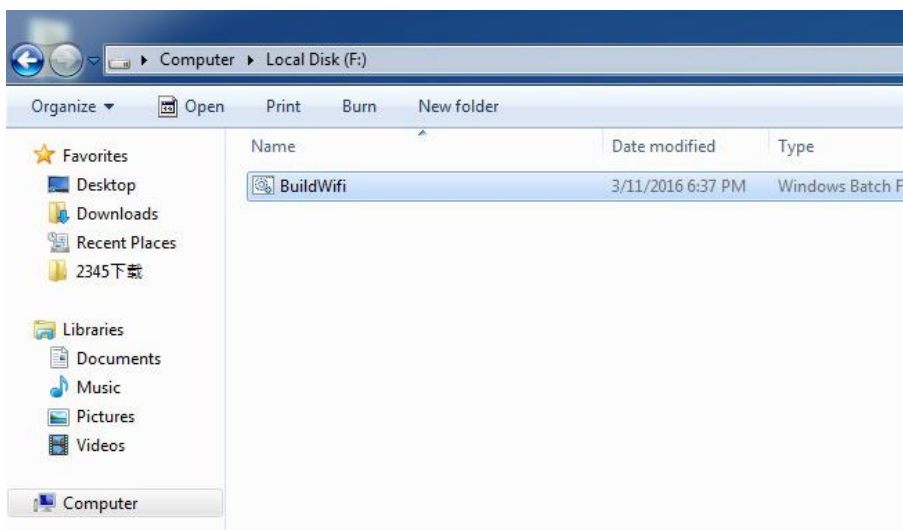 Computer Local Disk (F:)
Organize Open Print Burn New folder
Favorites
Desktop
Downloads
Recent Places
2345下载
Libraries
Documents
Music
Pictures
Videos
Computer
Name Date modified Type
BuildWifi 3/11/2016 6:37 PM Windows Batch F